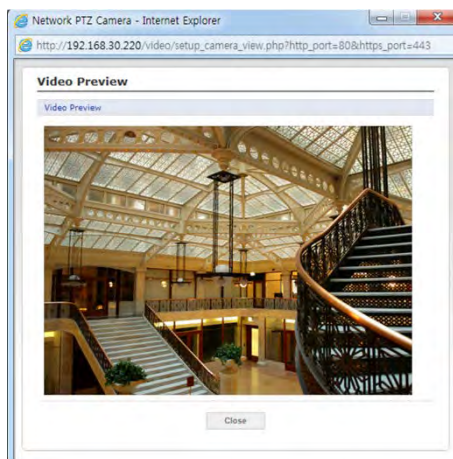 Network PTZ Camera - Internet Explorer
http://192.168.30.220/video/setup_camera_view.php?http_port=80&https_port=443
Video Preview
Video Preview
Close